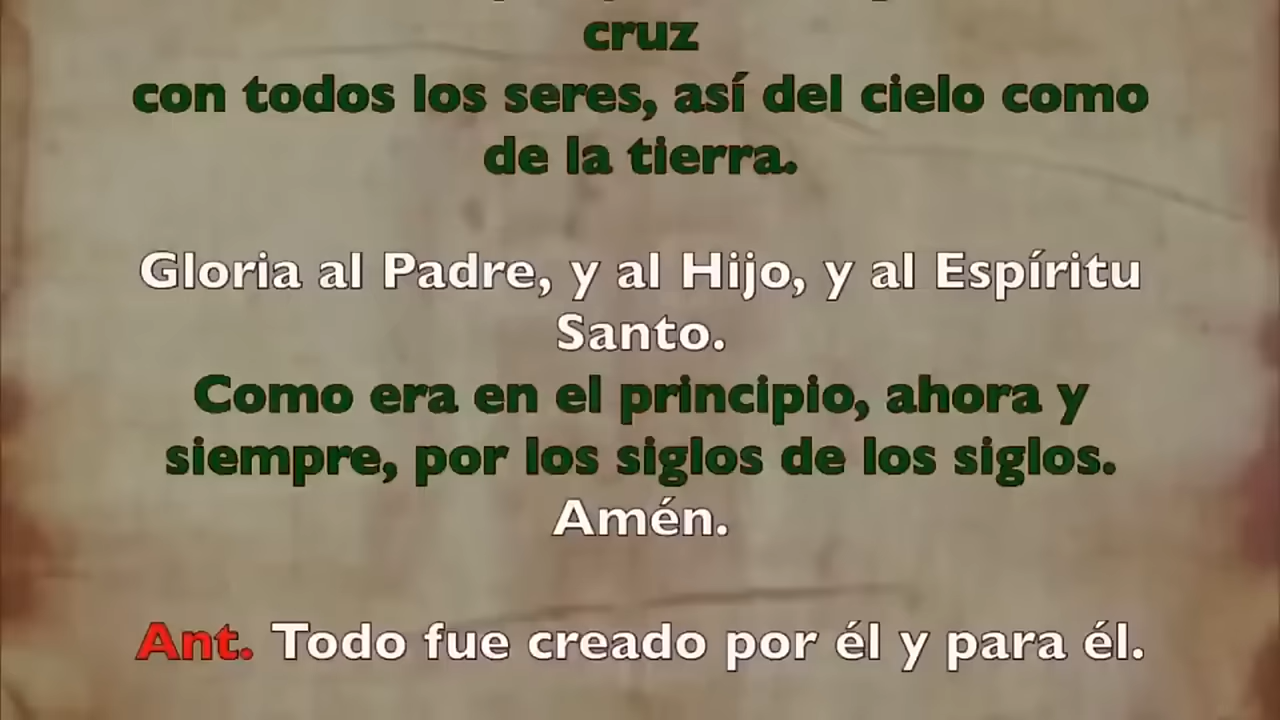 cruz
con todos los seres, así del cielo como
de la tierra.
Gloria al Padre, y al Hijo, y al Espíritu
Santo.
Como era en el principio, ahora y
siempre, por los siglos de los siglos.
Amén.
Ant. Todo fue creado por él y para él.